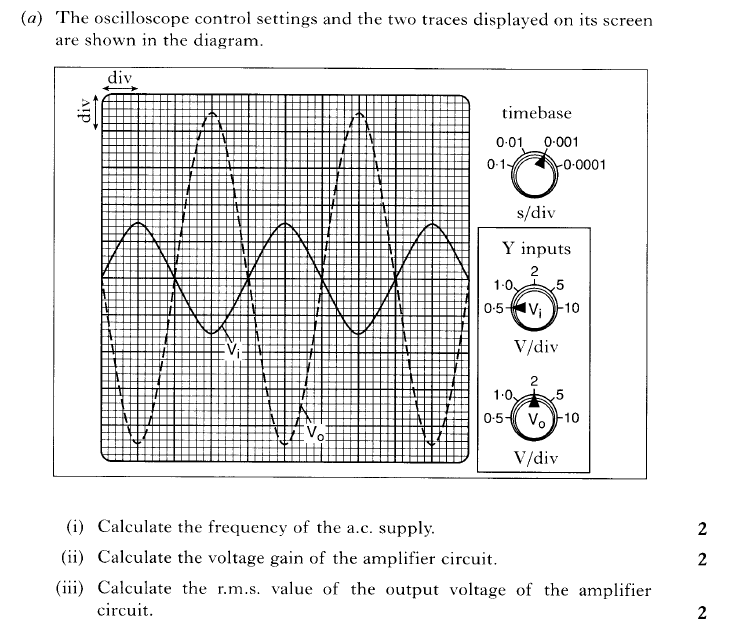 (a) The oscilloscope control settings and the two traces displayed on its screen
are shown in the diagram.
div
div
timebase
0·01 0·001
0·1 0·0001
s/div
Y inputs
2
1·0 5
0·5 Vi 10
V/div
2
1·0 5
0·5 Vo 10
V/div
Vi
Vo
(i) Calculate the frequency of the a.c. supply. 2
(ii) Calculate the voltage gain of the amplifier circuit. 2
(iii) Calculate the r.m.s. value of the output voltage of the amplifier
circuit. 2